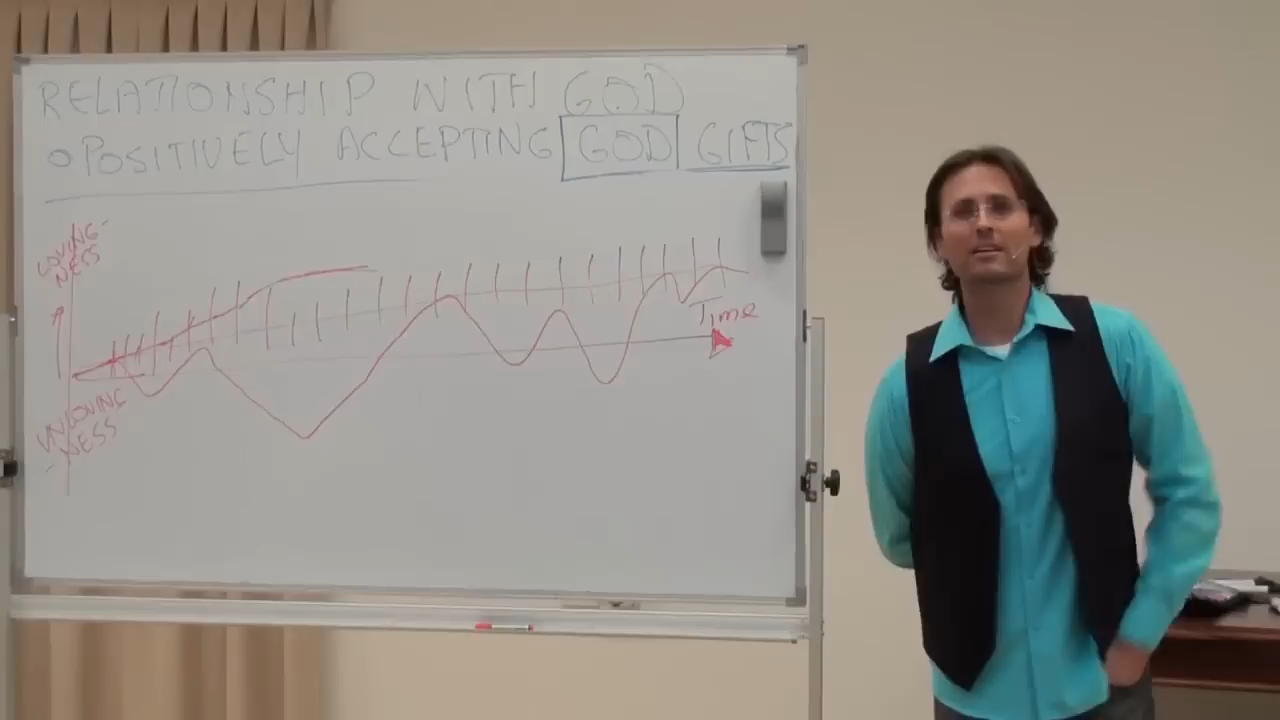 RELATIONSHIP WITH GOD
o POSITIVELY ACCEPTING GOD GIFTS
LOVING-
NESS
Time
UNLOVING
-NESS